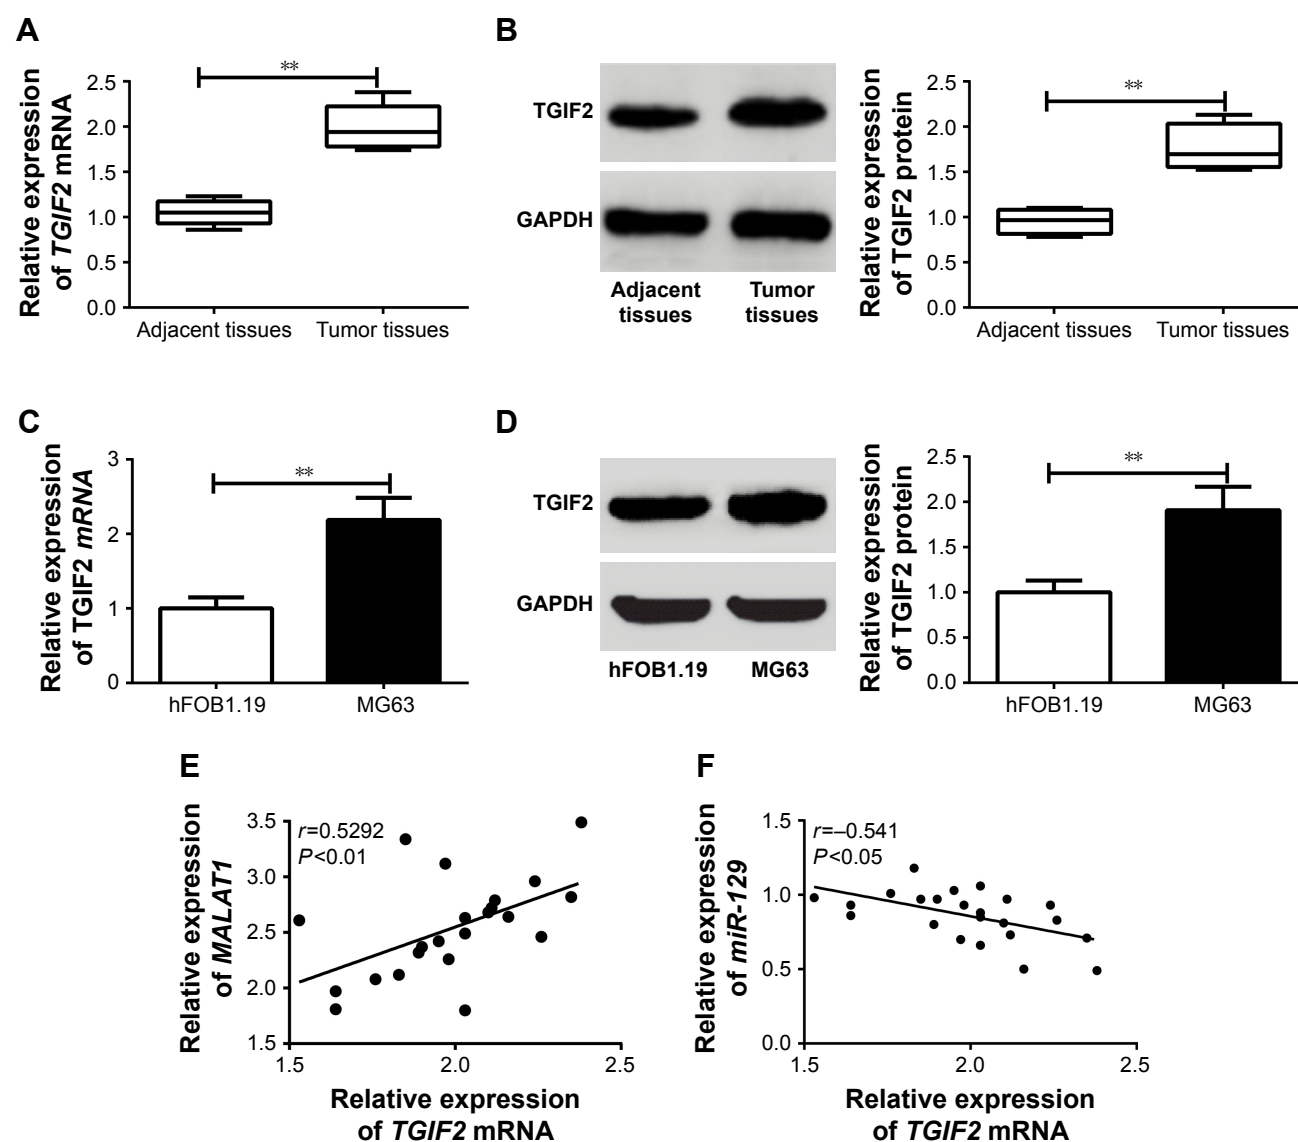 A
Relative expression
of TGIF2 mRNA
2.5
2.0
1.5
1.0
0.5
0.0
**
Adjacent tissues
Tumor tissues
B
TGIF2
GAPDH
Adjacent
tissues
Tumor
tissues
Relative expression
of TGIF2 protein
2.5
2.0
1.5
1.0
0.5
0.0
**
Adjacent tissues
Tumor tissues
C
Relative expression
of TGIF2 mRNA
3
2
1
0
**
hFOB1.19
MG63
D
TGIF2
GAPDH
hFOB1.19
MG63
Relative expression
of TGIF2 protein
2.5
2.0
1.5
1.0
0.5
0.0
**
hFOB1.19
MG63
E
Relative expression
of MALAT1
3.5
3.0
2.5
2.0
1.5
r=0.5292
P<0.01
1.5
2.0
2.5
Relative expression
of TGIF2 mRNA
F
Relative expression
of miR-129
1.5
1.0
0.5
0.0
r=–0.541
P<0.05
1.5
2.0
2.5
Relative expression
of TGIF2 mRNA